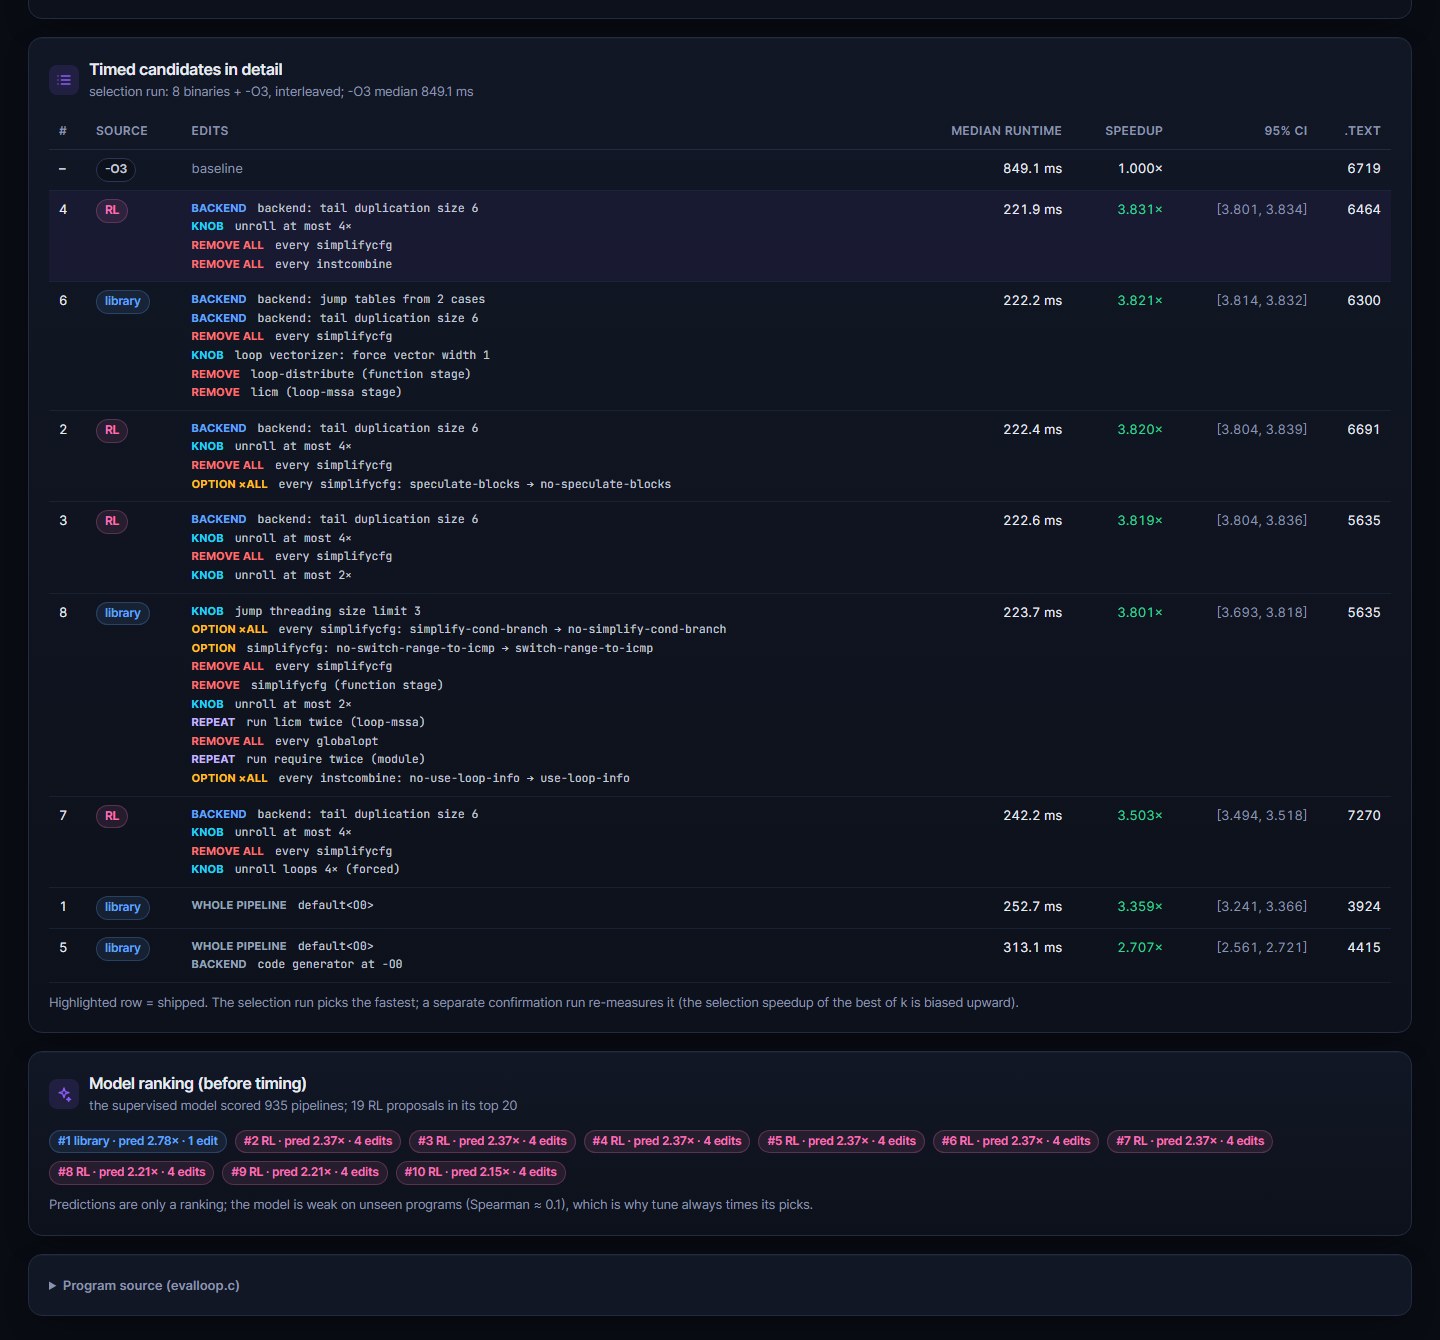 Timed candidates in detail
selection run: 8 binaries + -O3, interleaved; -O3 median 849.1 ms
# SOURCE EDITS MEDIAN RUNTIME SPEEDUP 95% CI .TEXT
– -O3 baseline 849.1 ms 1.000× 6719
4 RL BACKEND backend: tail duplication size 6 221.9 ms 3.831× [3.801, 3.834] 6464
KNOB unroll at most 4×
REMOVE ALL every simplifycfg
REMOVE ALL every instcombine
6 library BACKEND backend: jump tables from 2 cases 222.2 ms 3.821× [3.814, 3.832] 6300
BACKEND backend: tail duplication size 6
REMOVE ALL every simplifycfg
KNOB loop vectorizer: force vector width 1
REMOVE loop-distribute (function stage)
REMOVE licm (loop-mssa stage)
2 RL BACKEND backend: tail duplication size 6 222.4 ms 3.820× [3.804, 3.839] 6691
KNOB unroll at most 4×
REMOVE ALL every simplifycfg
OPTION ×ALL every simplifycfg: speculate-blocks → no-speculate-blocks
3 RL BACKEND backend: tail duplication size 6 222.6 ms 3.819× [3.804, 3.836] 5635
KNOB unroll at most 4×
REMOVE ALL every simplifycfg
KNOB unroll at most 2×
8 library KNOB jump threading size limit 3 223.7 ms 3.801× [3.693, 3.818] 5635
OPTION ×ALL every simplifycfg: simplify-cond-branch → no-simplify-cond-branch
OPTION simplifycfg: no-switch-range-to-icmp → switch-range-to-icmp
REMOVE ALL every simplifycfg
REMOVE simplifycfg (function stage)
KNOB unroll at most 2×
REPEAT run licm twice (loop-mssa)
REMOVE ALL every globalopt
REPEAT run require twice (module)
OPTION ×ALL every instcombine: no-use-loop-info → use-loop-info
7 RL BACKEND backend: tail duplication size 6 242.2 ms 3.503× [3.494, 3.518] 7270
KNOB unroll at most 4×
REMOVE ALL every simplifycfg
KNOB unroll loops 4× (forced)
1 library WHOLE PIPELINE default<O0> 252.7 ms 3.359× [3.241, 3.366] 3924
5 library WHOLE PIPELINE default<O0> 313.1 ms 2.707× [2.561, 2.721] 4415
BACKEND code generator at -O0
Highlighted row = shipped. The selection run picks the fastest; a separate confirmation run re-measures it (the selection speedup of the best of k is biased upward).
Model ranking (before timing)
the supervised model scored 935 pipelines; 19 RL proposals in its top 20
#1 library · pred 2.78× · 1 edit #2 RL · pred 2.37× · 4 edits #3 RL · pred 2.37× · 4 edits #4 RL · pred 2.37× · 4 edits #5 RL · pred 2.37× · 4 edits #6 RL · pred 2.37× · 4 edits #7 RL · pred 2.37× · 4 edits
#8 RL · pred 2.21× · 4 edits #9 RL · pred 2.21× · 4 edits #10 RL · pred 2.15× · 4 edits
Predictions are only a ranking; the model is weak on unseen programs (Spearman ≈ 0.1), which is why tune always times its picks.
▶ Program source (evalloop.c)